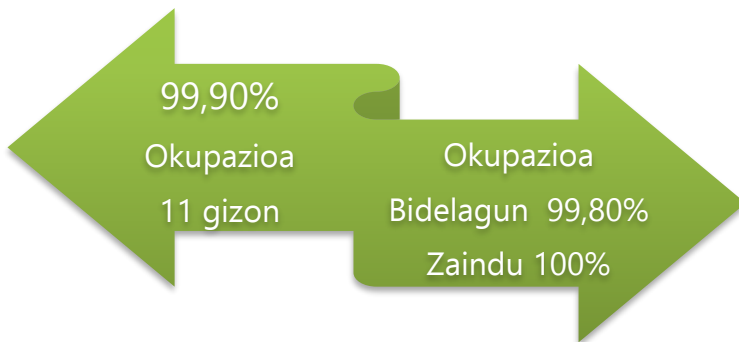 99,90%
Okupazioa
11 gizon
Okupazioa
Bidelagun 99,80%
Zaindu 100%